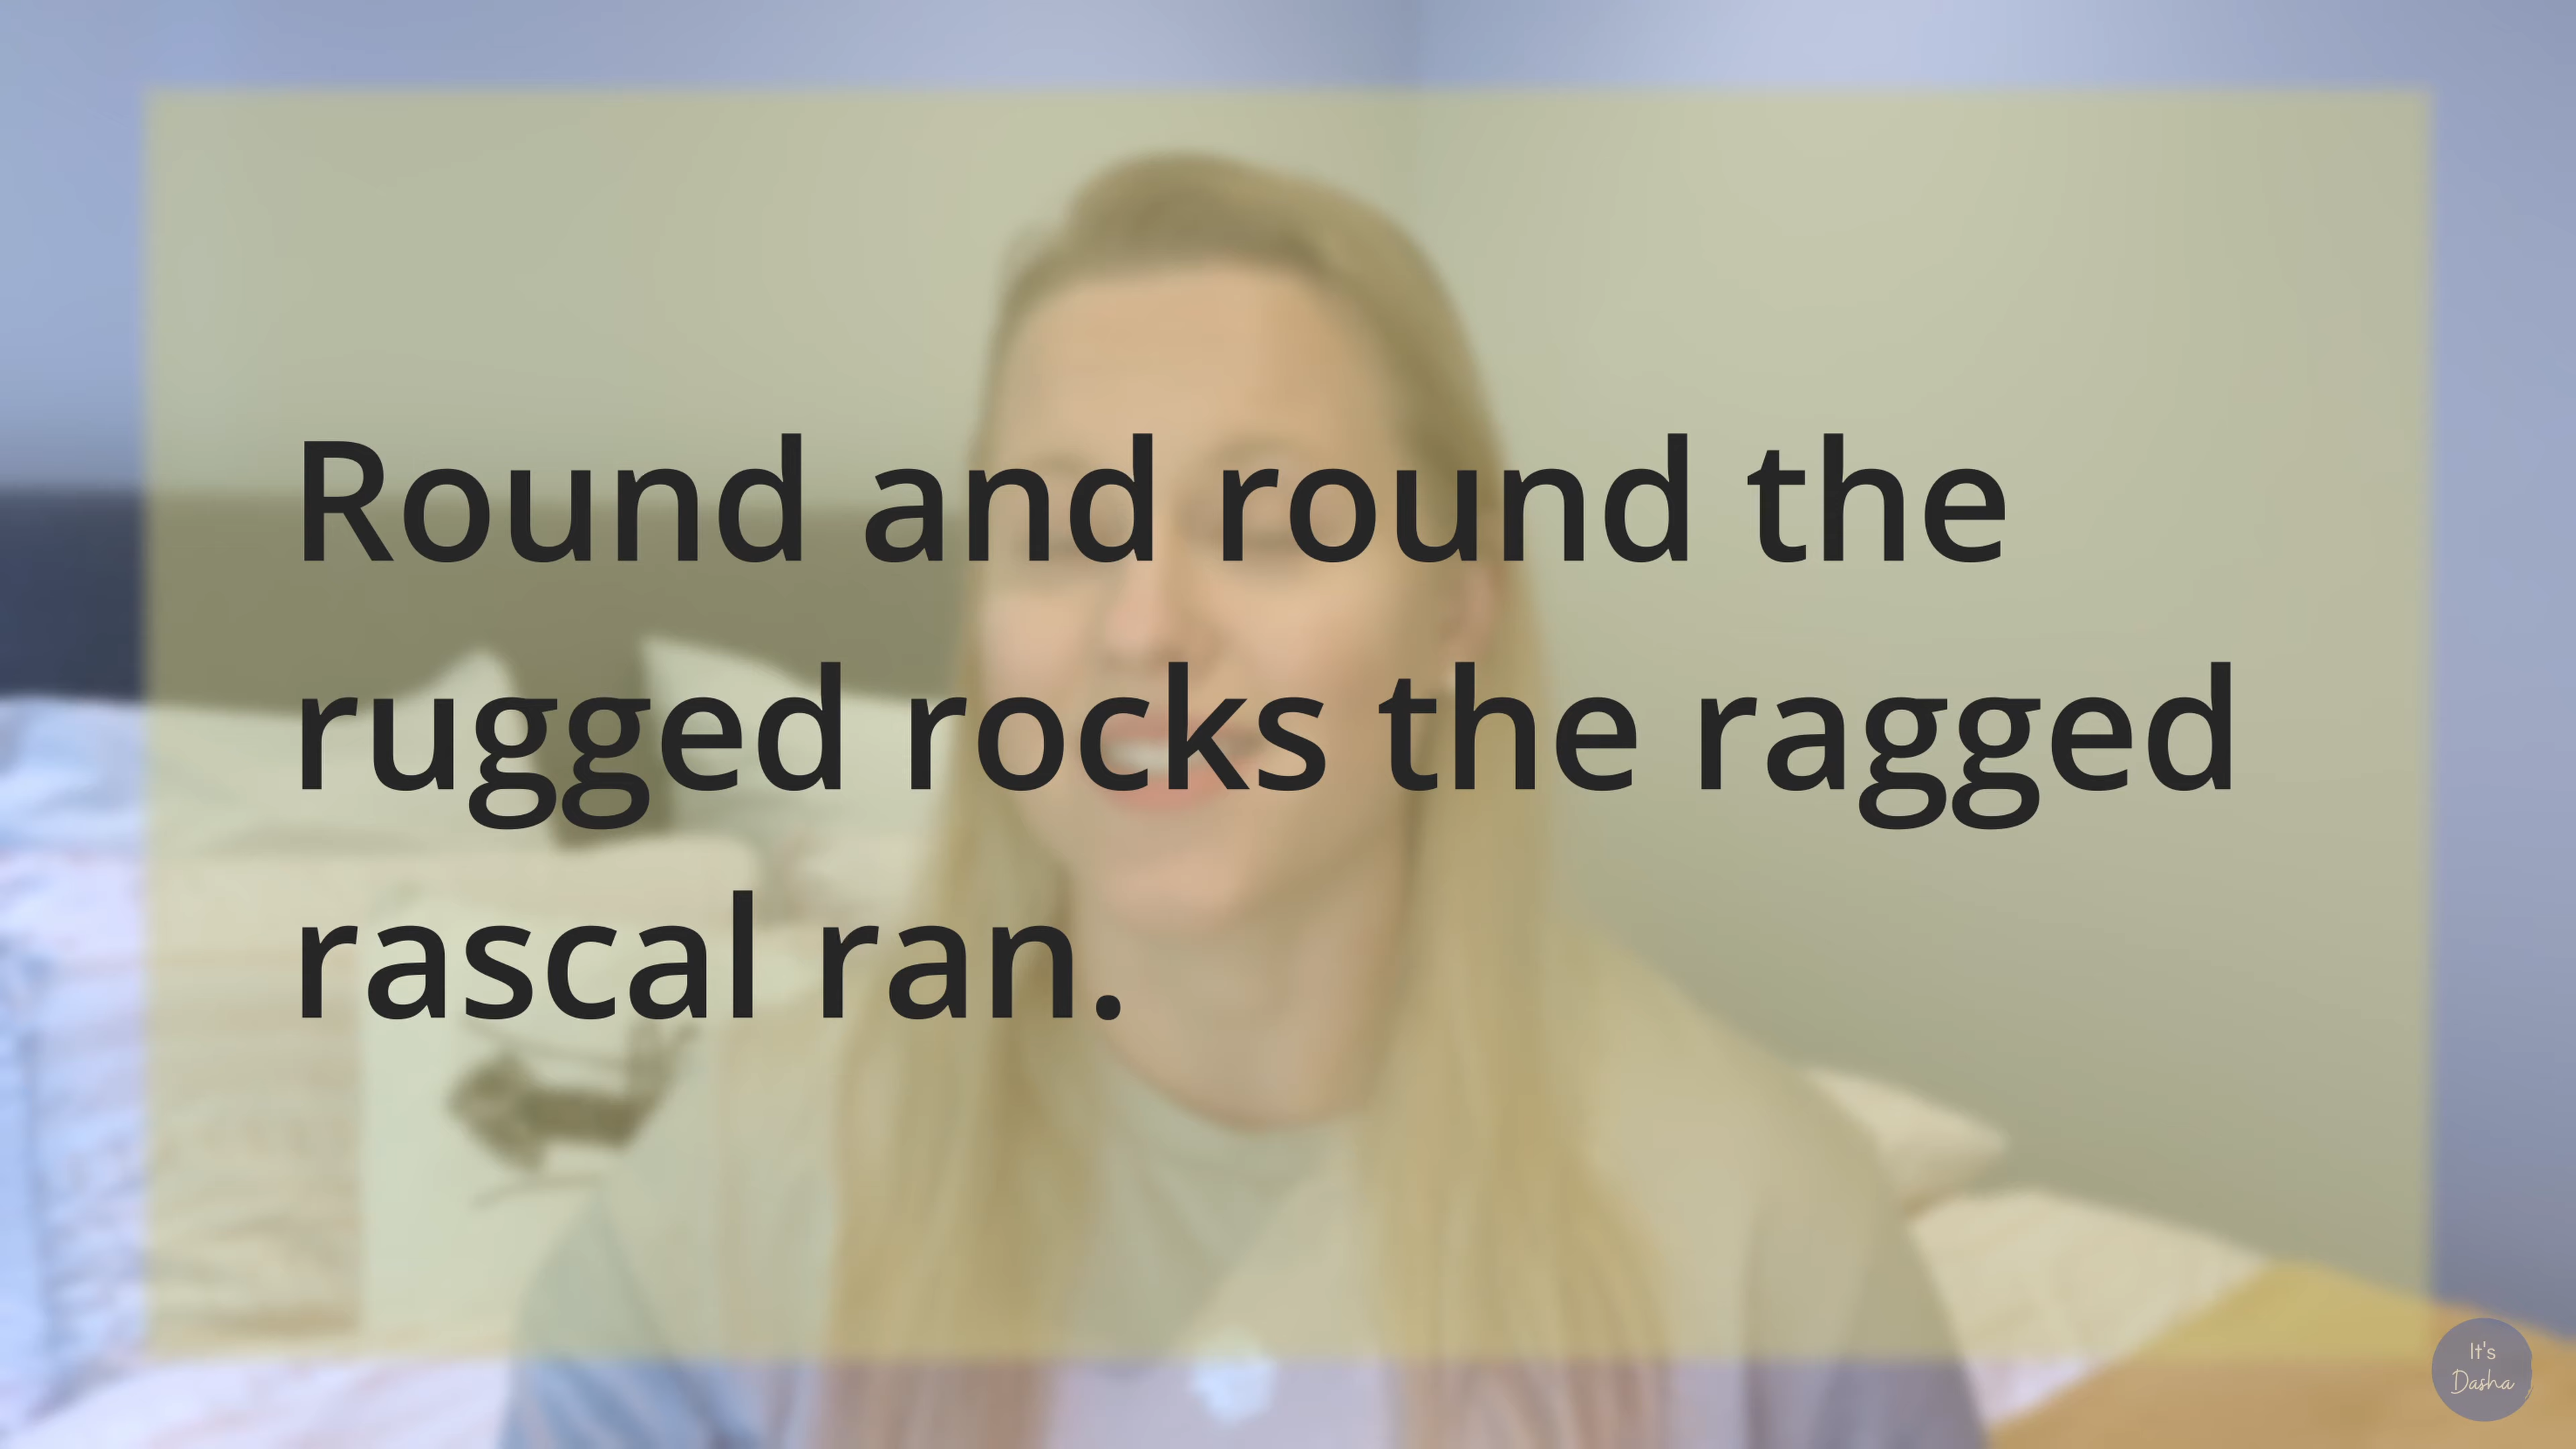 Round and round the
rugged rocks the ragged
rascal ran.
It's
Dasha